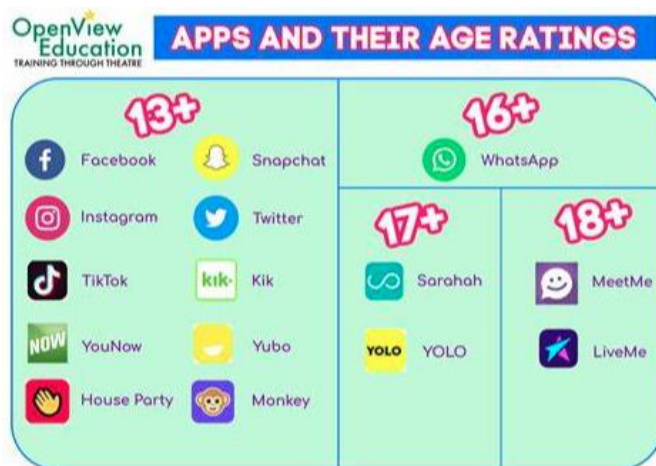 OpenView
Education
TRAINING THROUGH THEATRE
APPS AND THEIR AGE RATINGS
13+
Facebook
Snapchat
Instagram
Twitter
TikTok
kik.
Kik
NOW
YouNow
Yubo
House Party
Monkey
16+
WhatsApp
17+
Sarahah
YOLO
YOLO
18+
MeetMe
LiveMe